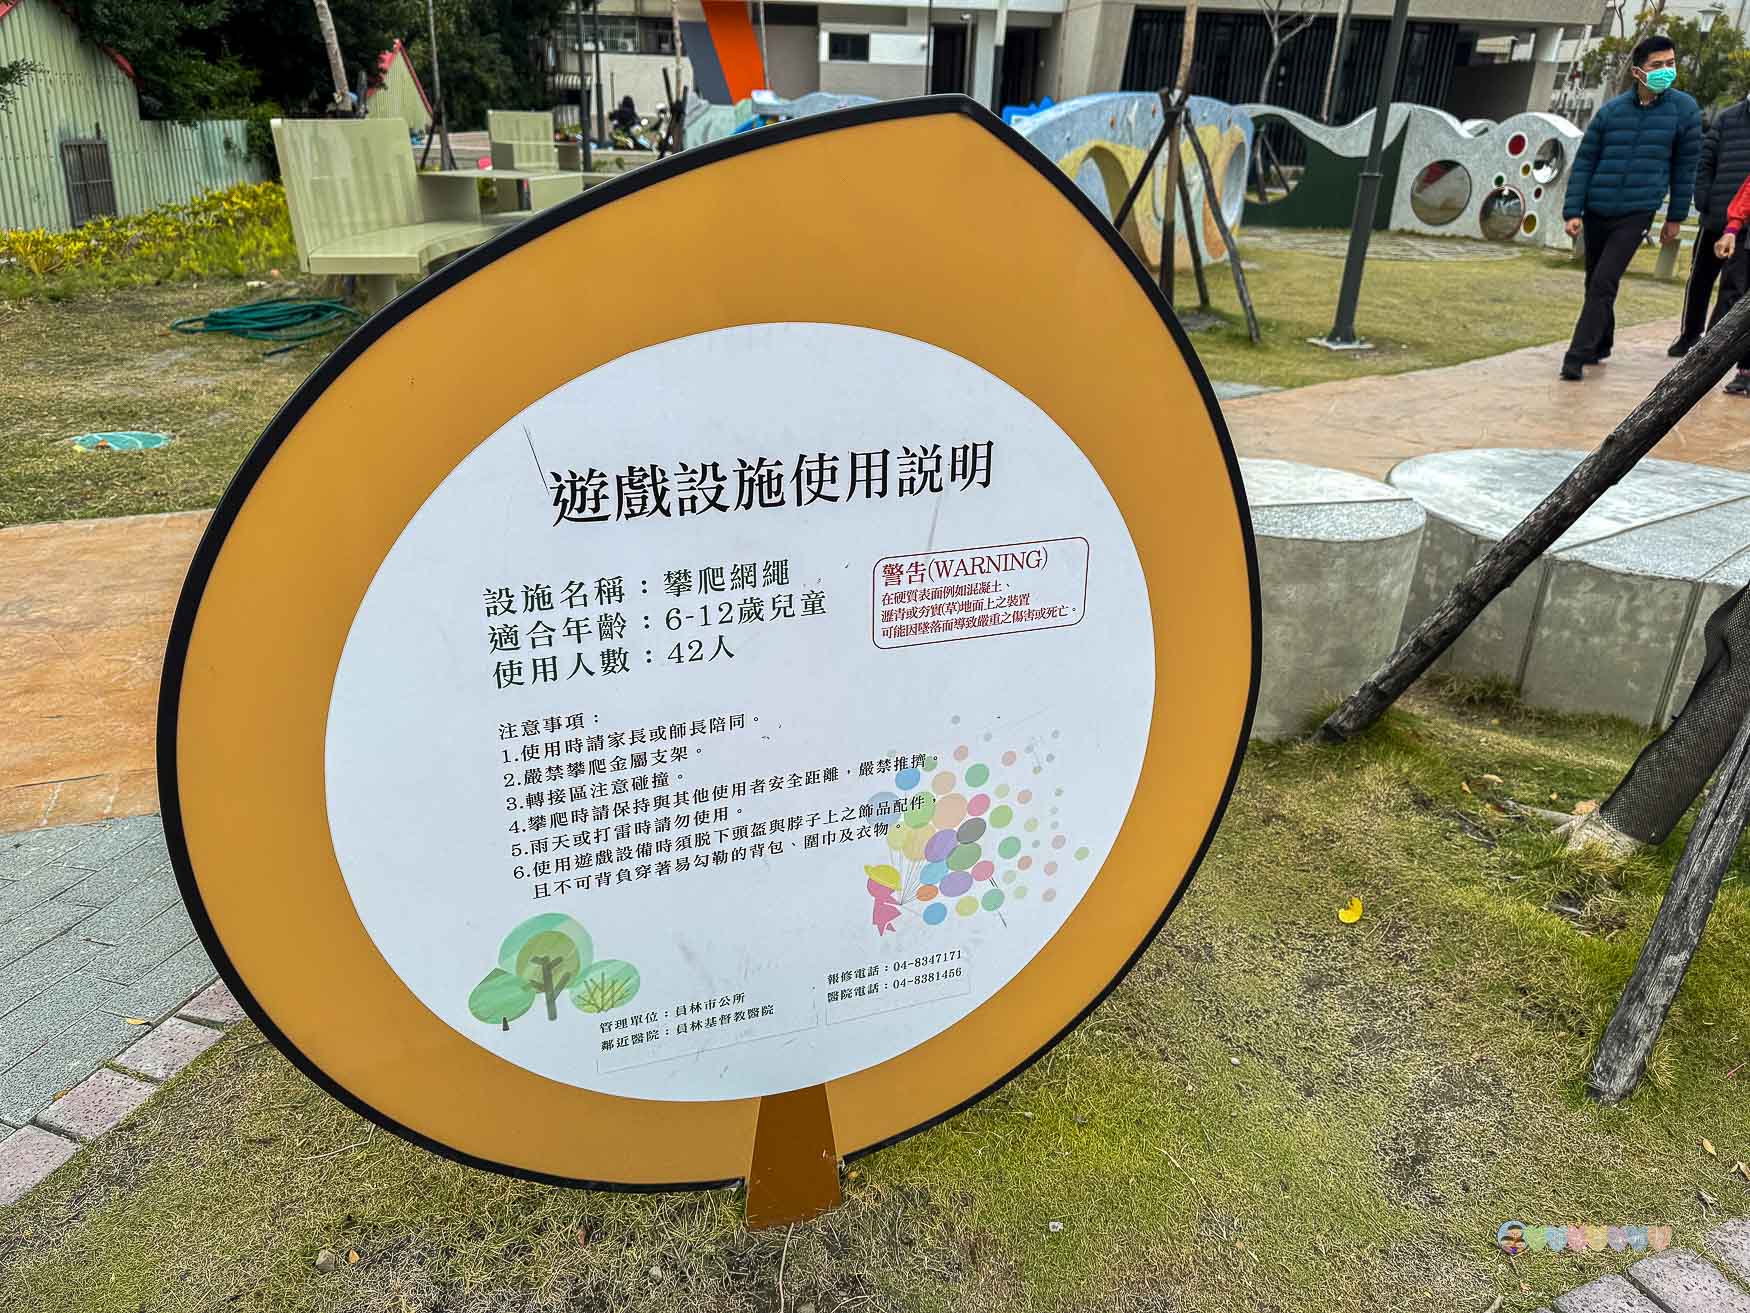 遊戲設施使用説明
設施名稱：攀爬網繩
適合年齡：6-12歲兒童
使用人數：42人
警告(WARNING)
在硬質表面例如混凝土、
瀝青或夯實(草)地面上之裝置
可能因墜落而導致嚴重之傷害或死亡。
注意事項：
1.使用時請家長或師長陪同。
2.嚴禁攀爬金屬支架。
3.轉接區注意碰撞。
4.攀爬時請保持與其他使用者安全距離，嚴禁推擠。
5.雨天或打雷時請勿使用。
6.使用遊戲設備時須脫下頭盔與脖子上之飾品配件，
且不可背負穿著易勾勒的背包、圍巾及衣物。
管理單位：員林市公所
鄰近醫院：員林基督教醫院
報修電話：04-8347171
醫院電話：04-8381456